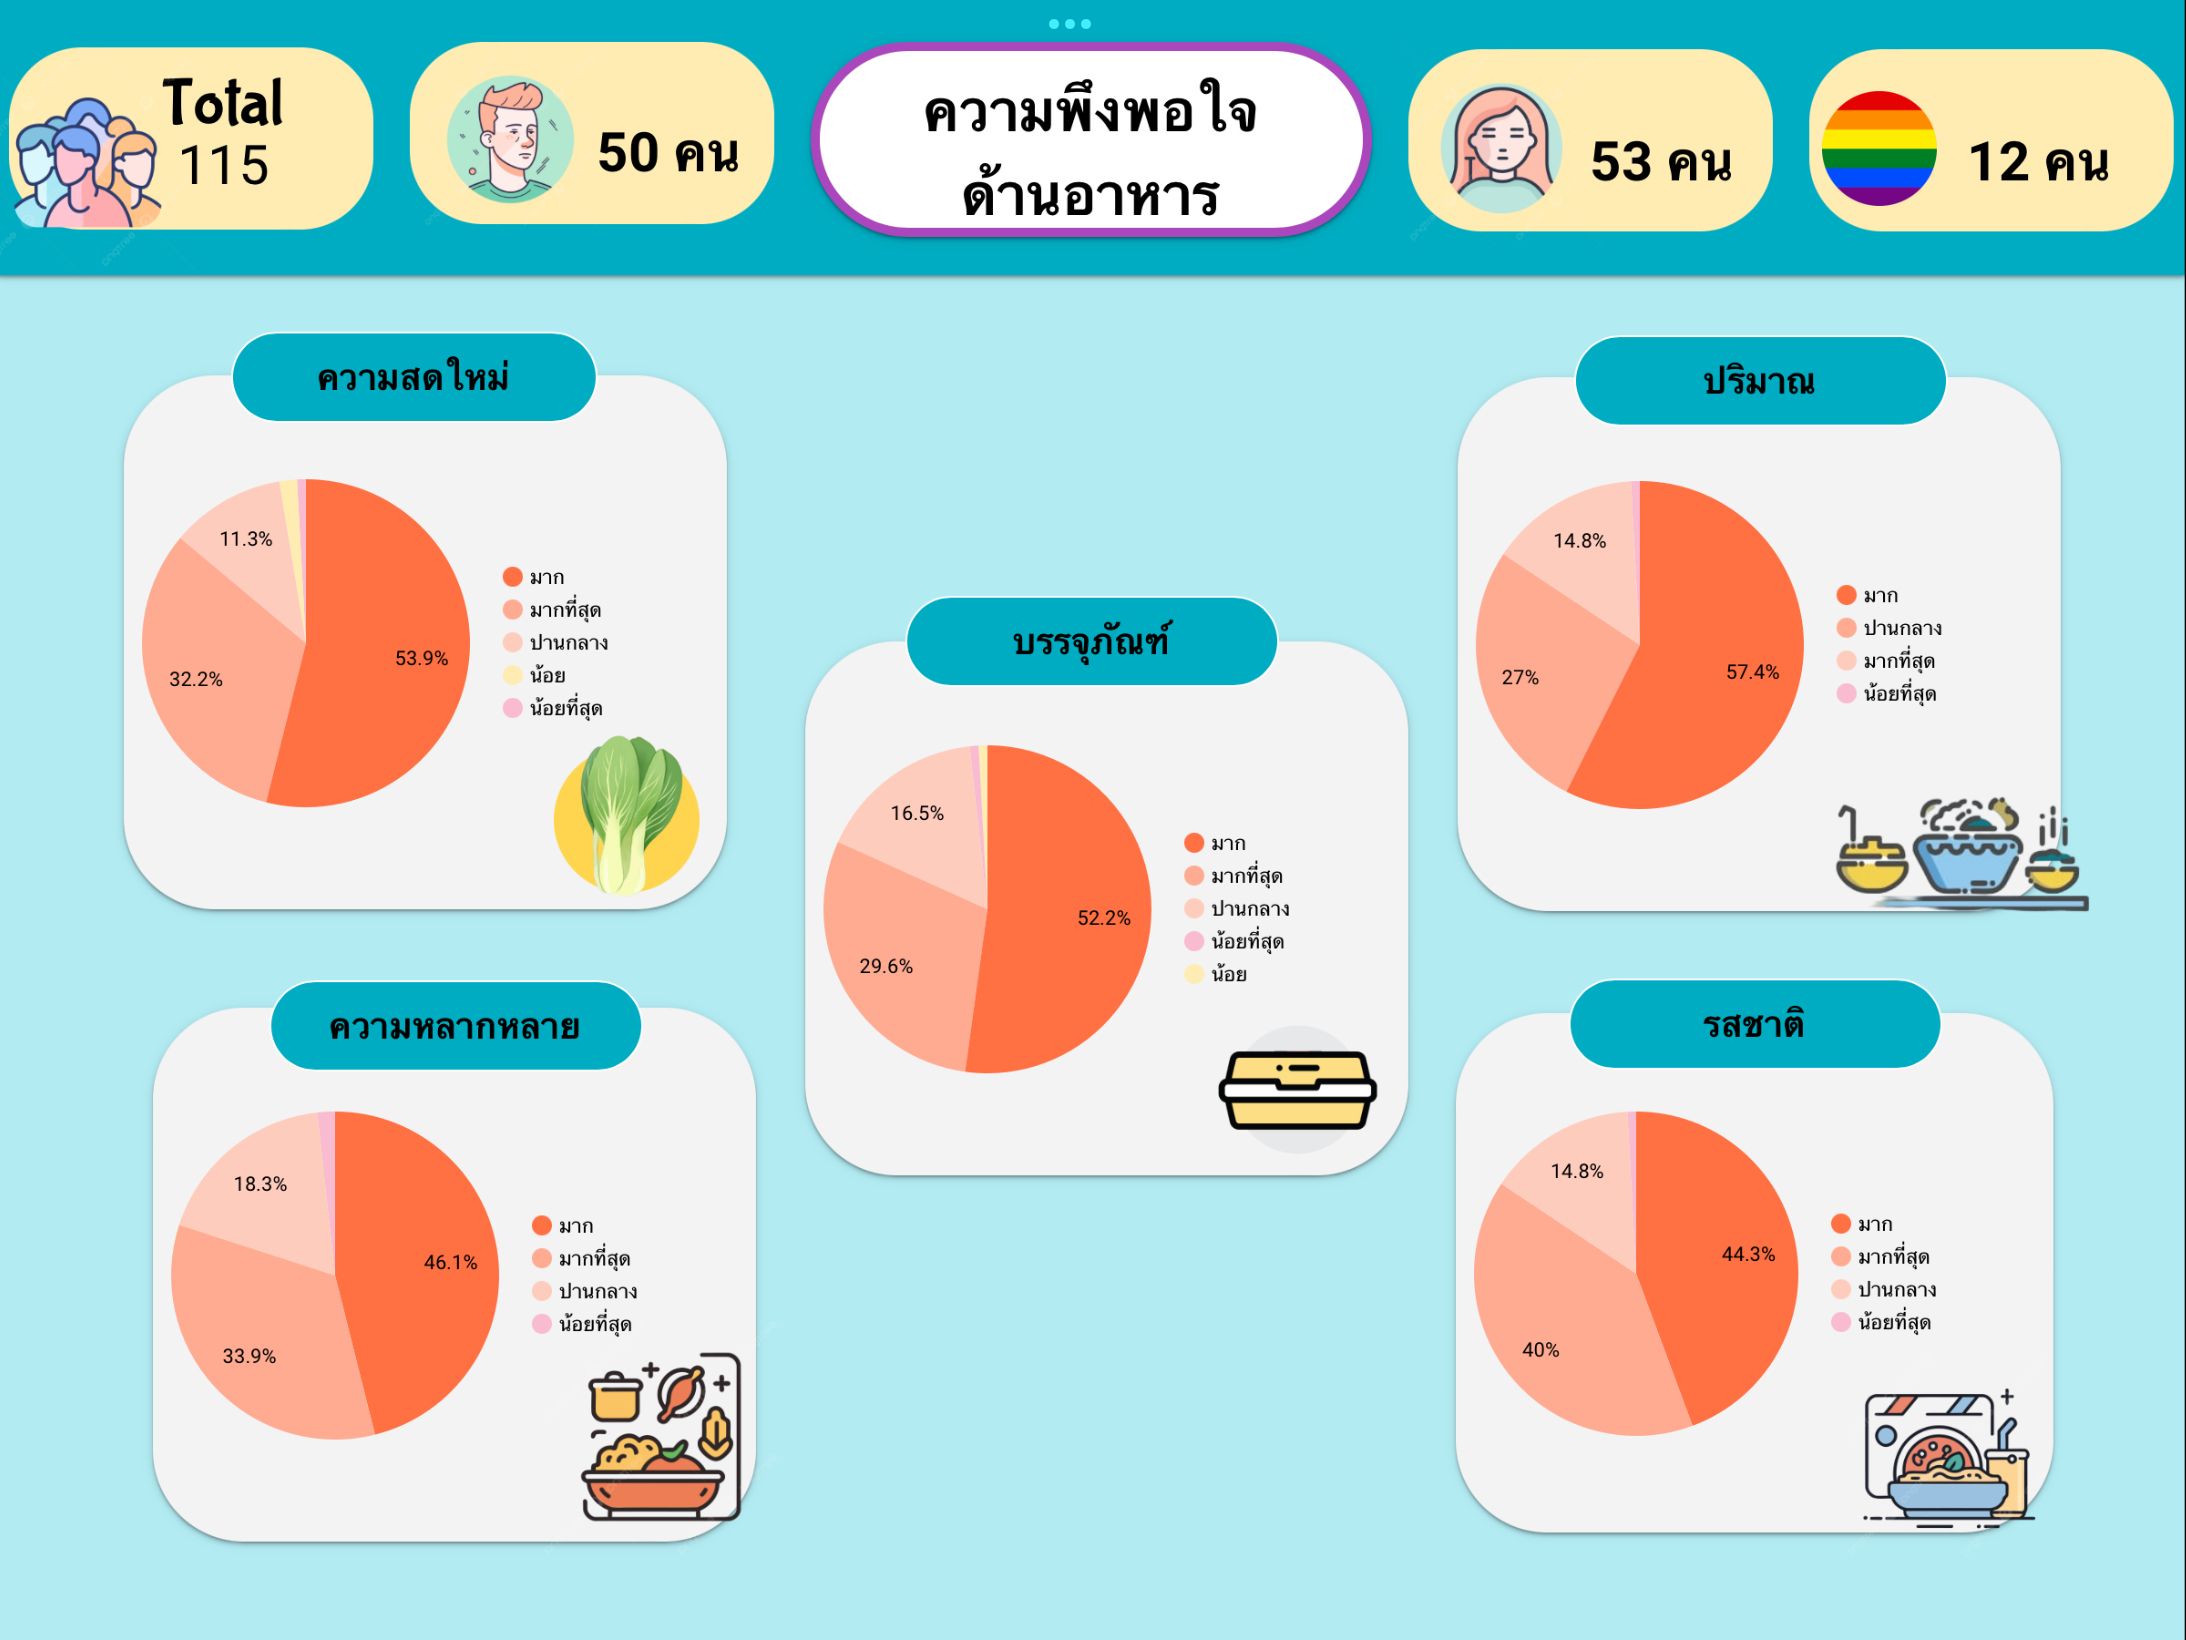 Total
115
50 คน
ความพึงพอใจ
ด้านอาหาร
53 คน
12 คน
ความสดใหม่
11.3%
32.2%
53.9%
มาก
มากที่สุด
ปานกลาง
น้อย
น้อยที่สุด
ปริมาณ
14.8%
27%
57.4%
มาก
ปานกลาง
มากที่สุด
น้อยที่สุด
บรรจุภัณฑ์
16.5%
29.6%
52.2%
มาก
มากที่สุด
ปานกลาง
น้อยที่สุด
น้อย
ความหลากหลาย
18.3%
33.9%
46.1%
มาก
มากที่สุด
ปานกลาง
น้อยที่สุด
รสชาติ
14.8%
40%
44.3%
มาก
มากที่สุด
ปานกลาง
น้อยที่สุด